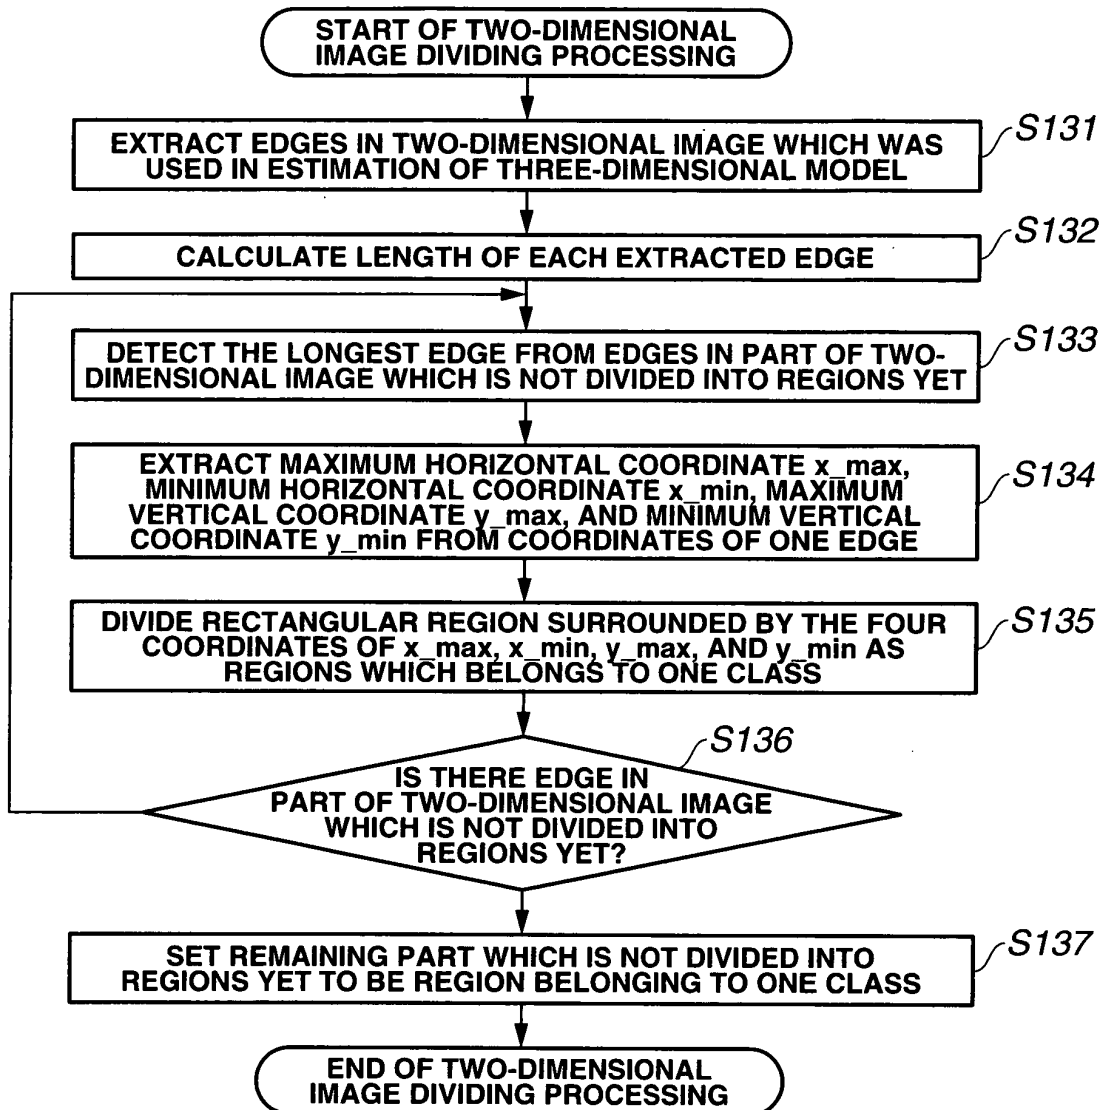 START OF TWO-DIMENSIONAL
IMAGE DIVIDING PROCESSING
S131
EXTRACT EDGES IN TWO-DIMENSIONAL IMAGE WHICH WAS
USED IN ESTIMATION OF THREE-DIMENSIONAL MODEL
S132
CALCULATE LENGTH OF EACH EXTRACTED EDGE
S133
DETECT THE LONGEST EDGE FROM EDGES IN PART OF TWO-
DIMENSIONAL IMAGE WHICH IS NOT DIVIDED INTO REGIONS YET
S134
EXTRACT MAXIMUM HORIZONTAL COORDINATE x_max,
MINIMUM HORIZONTAL COORDINATE x_min, MAXIMUM
VERTICAL COORDINATE y_max, AND MINIMUM VERTICAL
COORDINATE y_min FROM COORDINATES OF ONE EDGE
S135
DIVIDE RECTANGULAR REGION SURROUNDED BY THE FOUR
COORDINATES OF x_max, x_min, y_max, AND y_min AS
REGIONS WHICH BELONGS TO ONE CLASS
S136
IS THERE EDGE IN
PART OF TWO-DIMENSIONAL IMAGE
WHICH IS NOT DIVIDED INTO
REGIONS YET?
S137
SET REMAINING PART WHICH IS NOT DIVIDED INTO
REGIONS YET TO BE REGION BELONGING TO ONE CLASS
END OF TWO-DIMENSIONAL
IMAGE DIVIDING PROCESSING